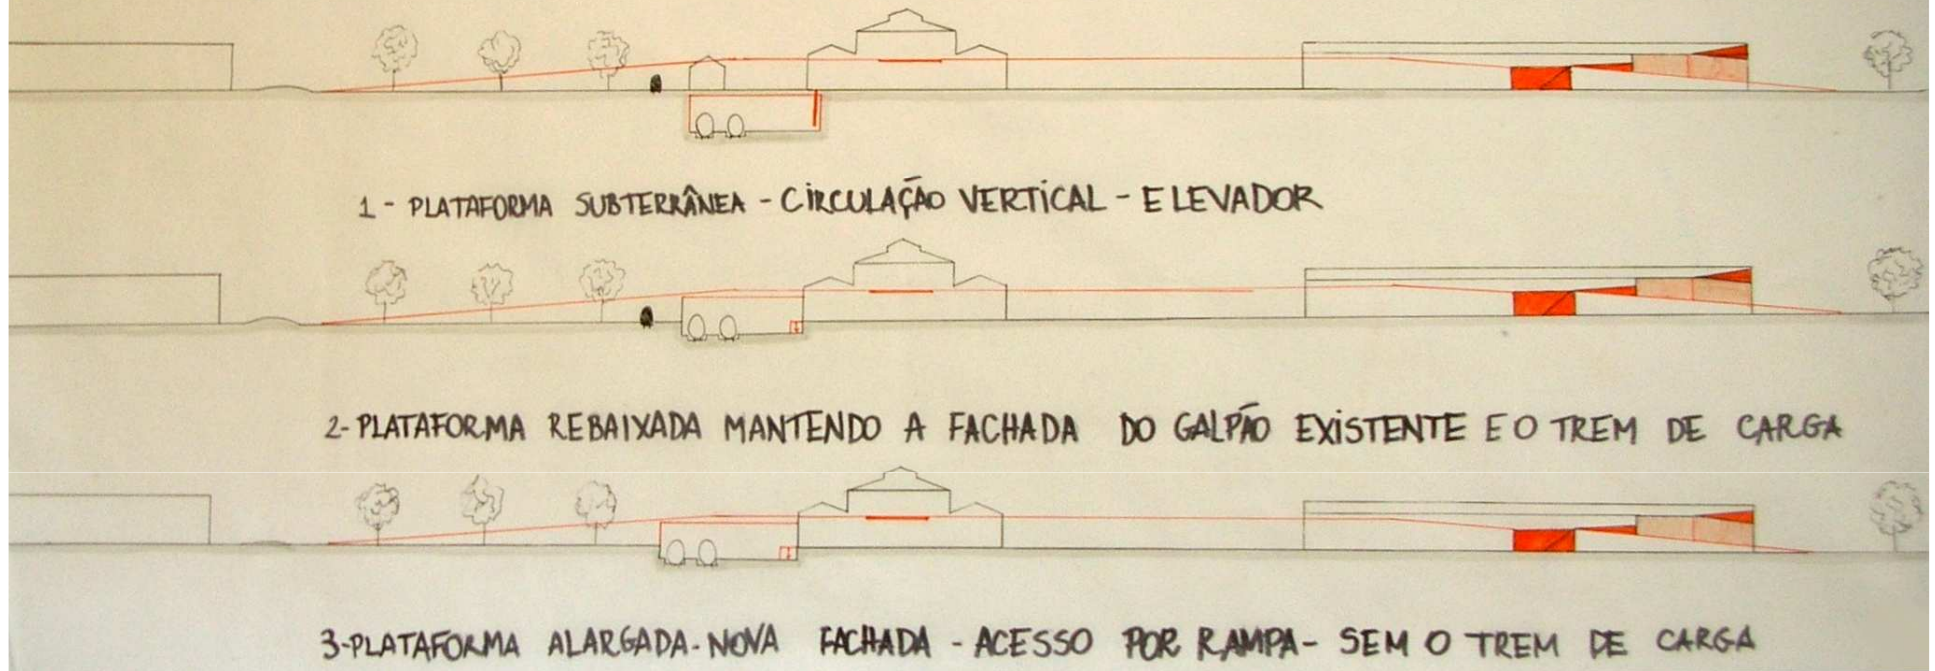 1 - PLATAFORMA SUBTERRÂNEA - CIRCULAÇÃO VERTICAL - ELEVADOR
2- PLATAFORMA REBAIXADA MANTENDO A FACHADA DO GALPÃO EXISTENTE E O TREM DE CARGA
3-PLATAFORMA ALARGADA-NOVA FACHADA - ACESSO POR RAMPA- SEM O TREM DE CARGA